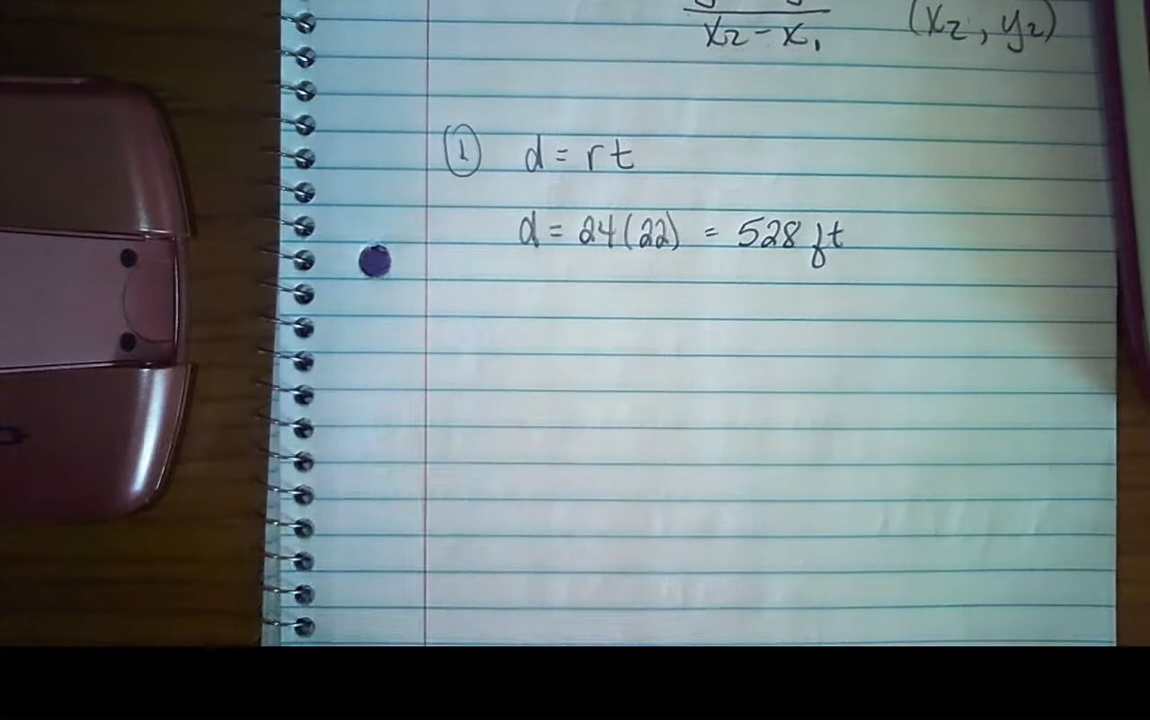 x₂ - x₁ (x₂, y₂)
① d = rt
d = 24(22) = 528 ft